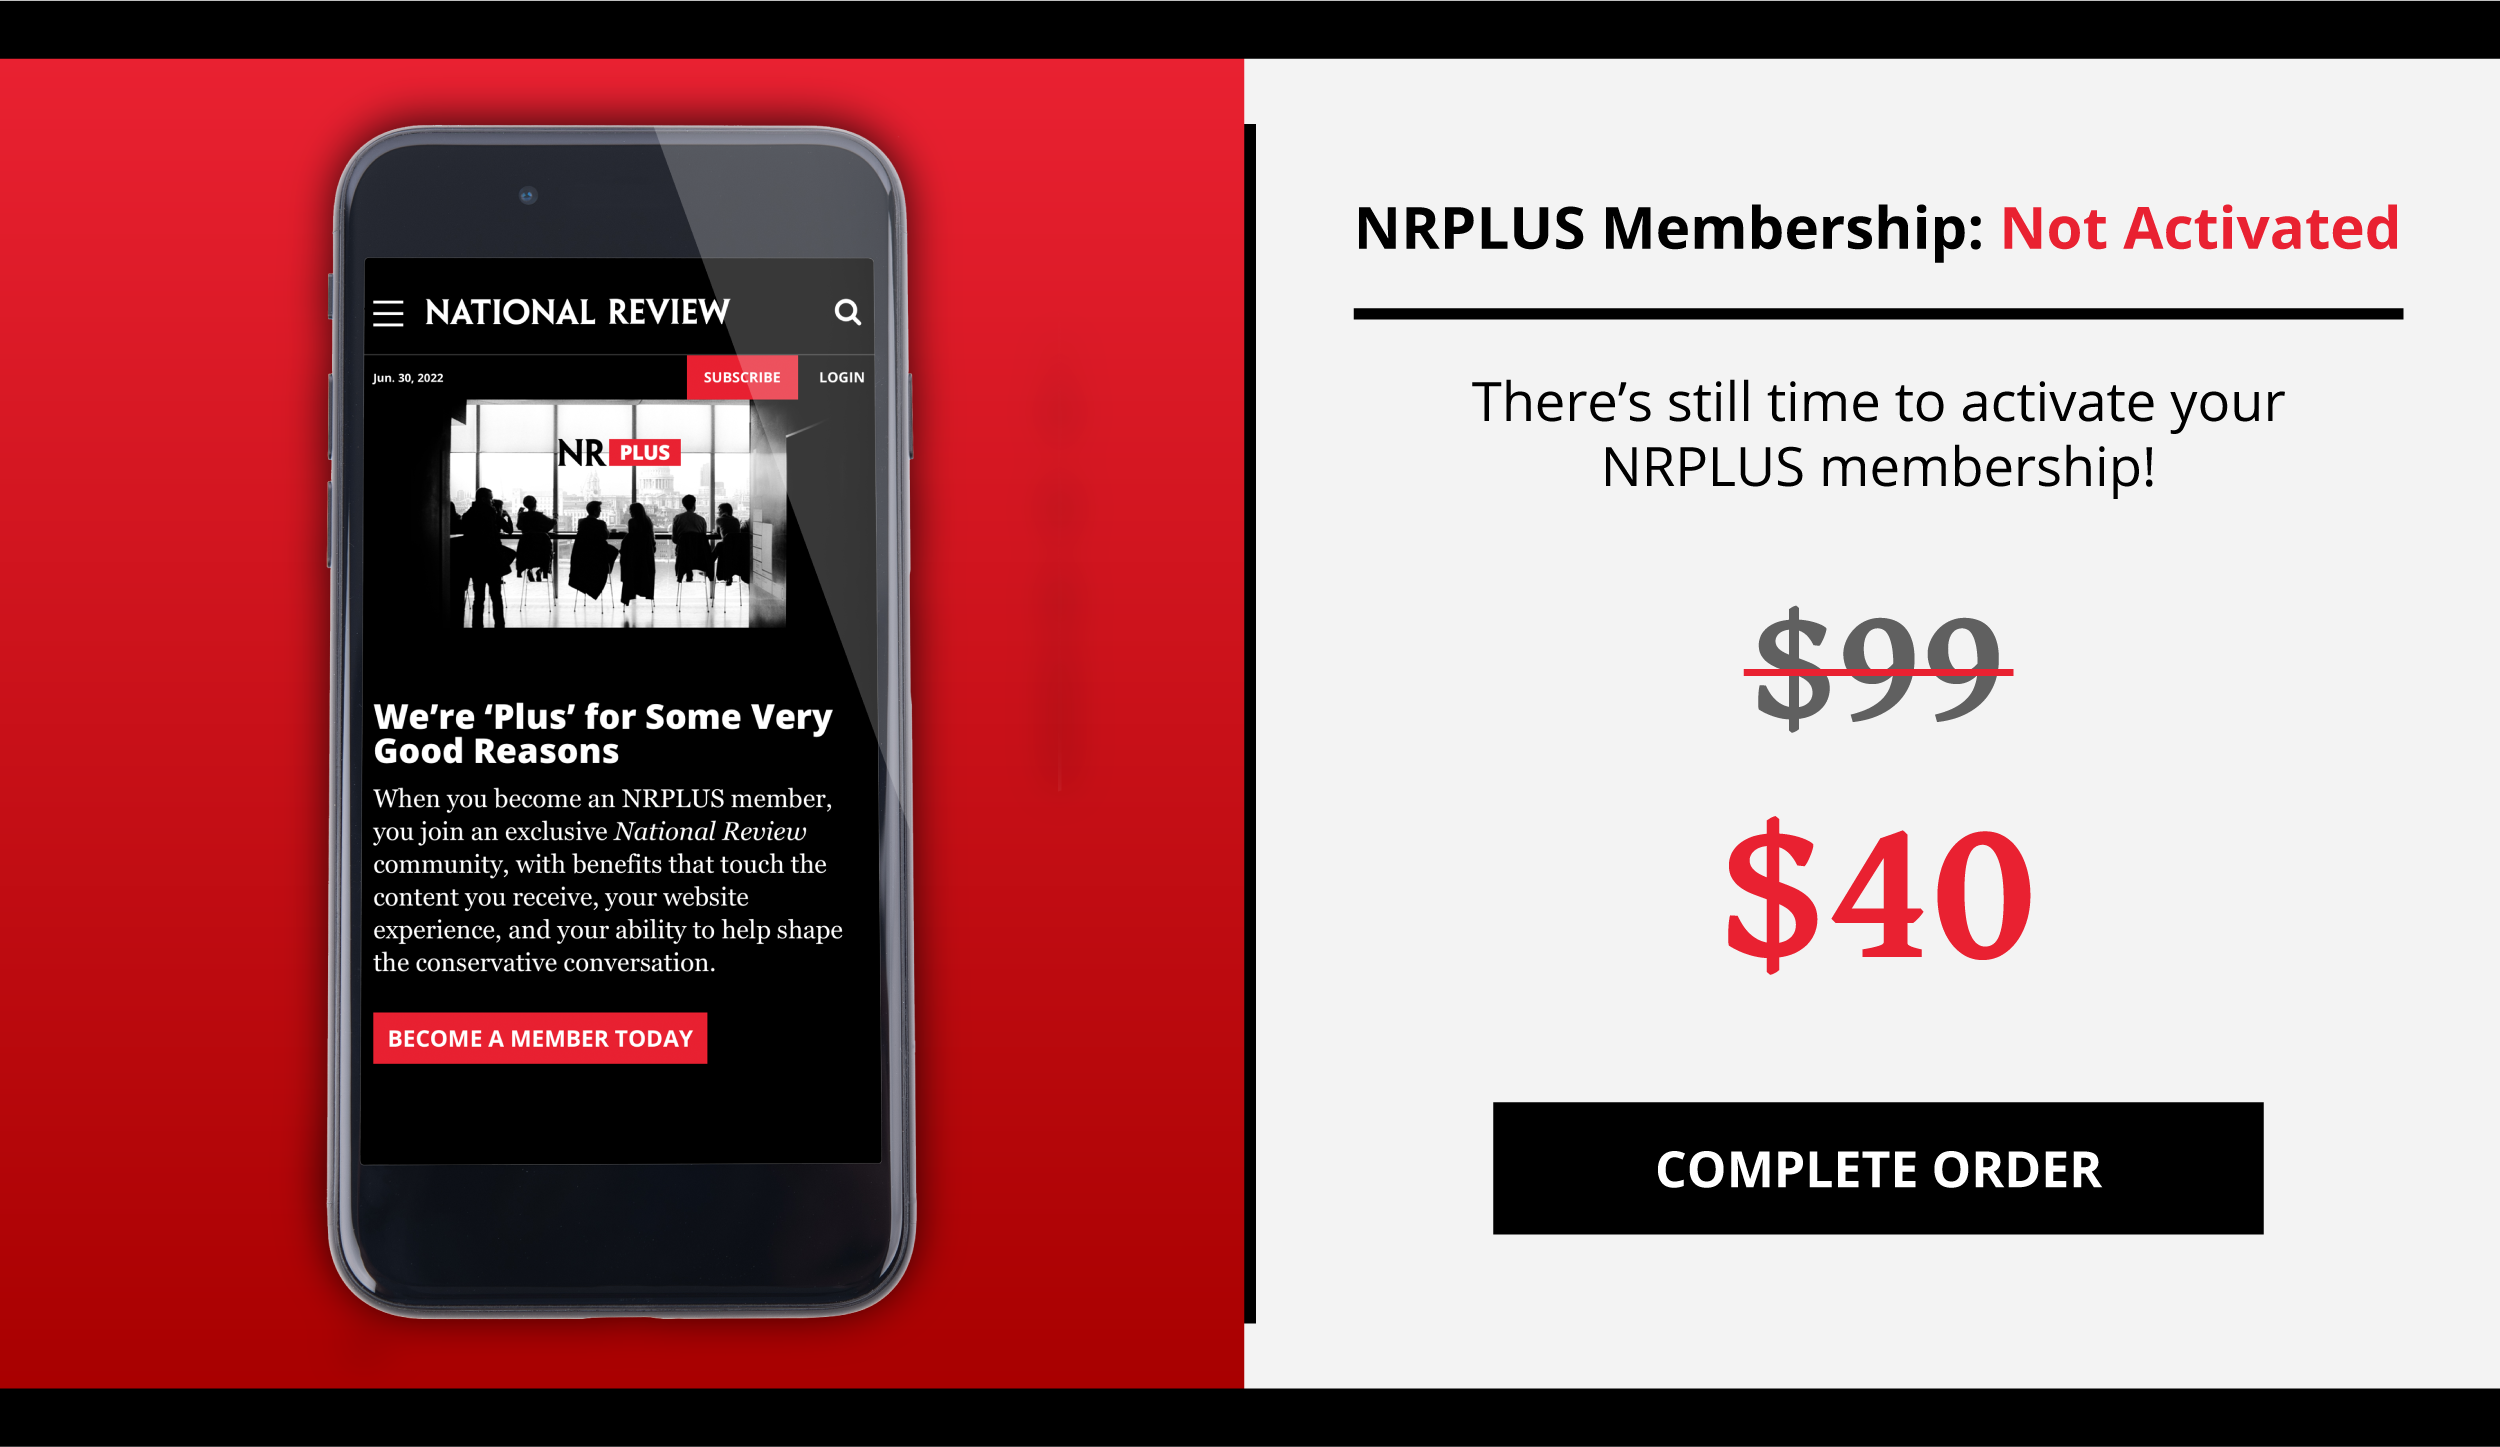 NATIONAL REVIEW
Jun. 30, 2022
SUBSCRIBE
LOGIN
NR PLUS
We’re ‘Plus’ for Some Very
Good Reasons
When you become an NRPLUS member,
you join an exclusive National Review
community, with benefits that touch the
content you receive, your website
experience, and your ability to help shape
the conservative conversation.
BECOME A MEMBER TODAY
NRPLUS Membership: Not Activated
There’s still time to activate your
NRPLUS membership!
$99
$40
COMPLETE ORDER